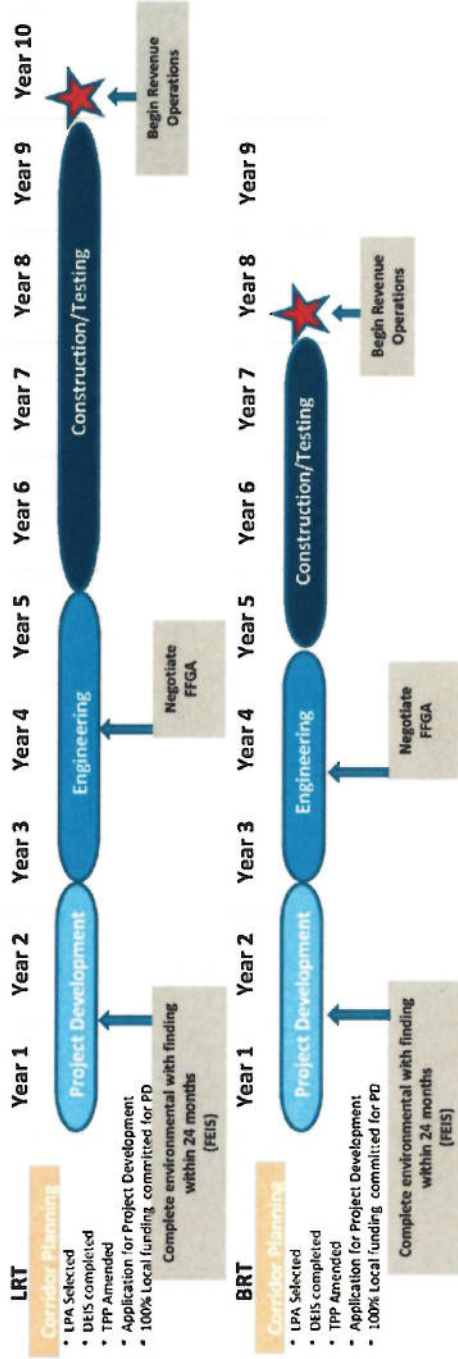 LRT
Year 1 Year 2 Year 3 Year 4 Year 5 Year 6 Year 7 Year 8 Year 9 Year 10
Corridor Planning
• LPA Selected
• DEIS completed
• TPP Amended
• Application for Project Development
• 100% Local funding committed for PD
Project Development
Engineering
Construction/Testing
Complete environmental with finding
within 24 months
(FEIS)
Negotiate
FFGA
Begin Revenue
Operations
BRT
Year 1 Year 2 Year 3 Year 4 Year 5 Year 6 Year 7 Year 8 Year 9
Corridor Planning
• LPA Selected
• DEIS completed
• TPP Amended
• Application for Project Development
• 100% Local funding committed for PD
Project Development
Engineering
Construction/Testing
Complete environmental with finding
within 24 months
(FEIS)
Negotiate
FFGA
Begin Revenue
Operations